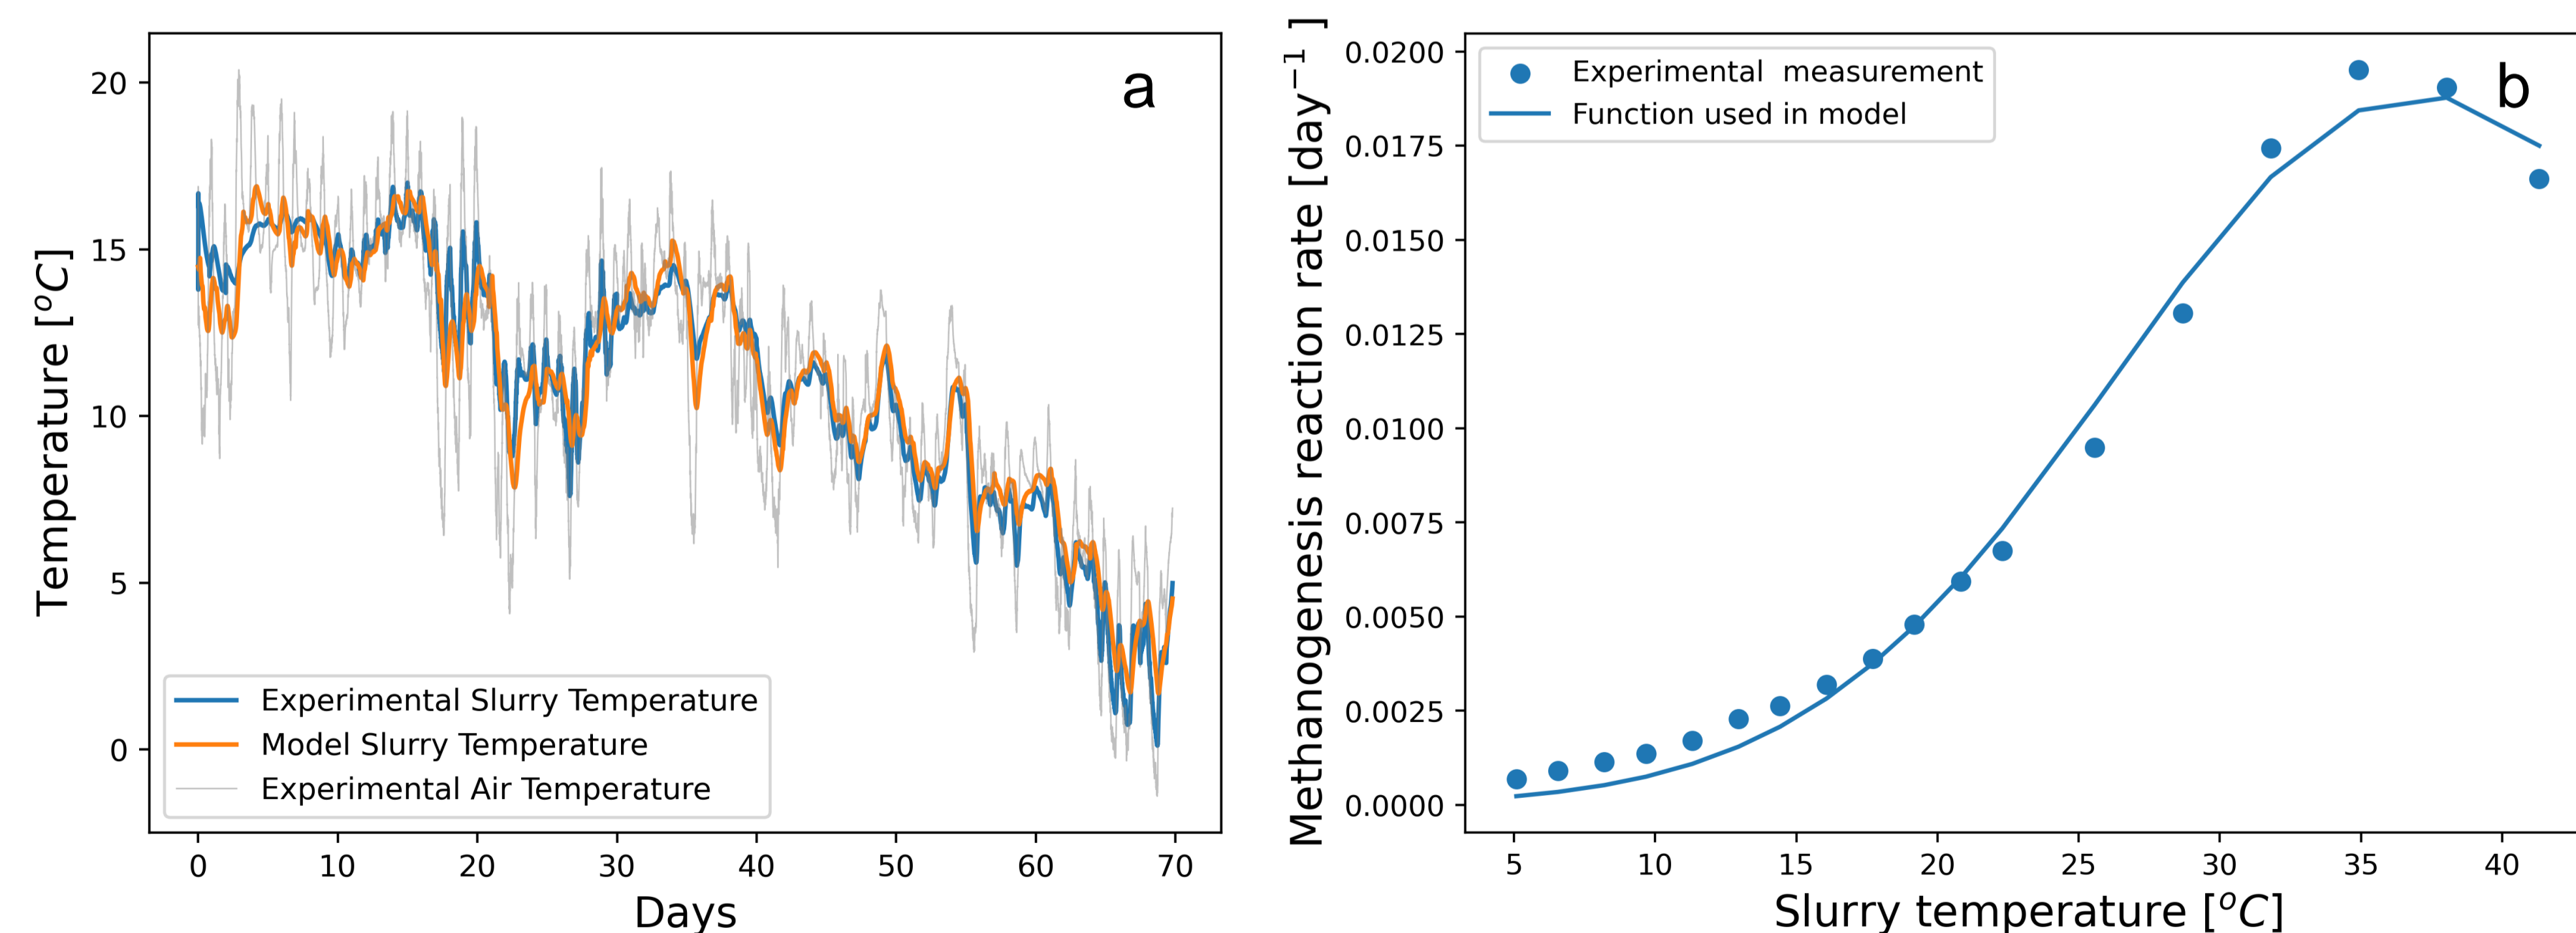 a
Temperature [°C]
20
15
10
5
0
Experimental Slurry Temperature
Model Slurry Temperature
Experimental Air Temperature
0 10 20 30 40 50 60 70
Days
b
Methanogenesis reaction rate [day⁻¹ ]
0.0200
0.0175
0.0150
0.0125
0.0100
0.0075
0.0050
0.0025
0.0000
Experimental measurement
Function used in model
5 10 15 20 25 30 35 40
Slurry temperature [°C]